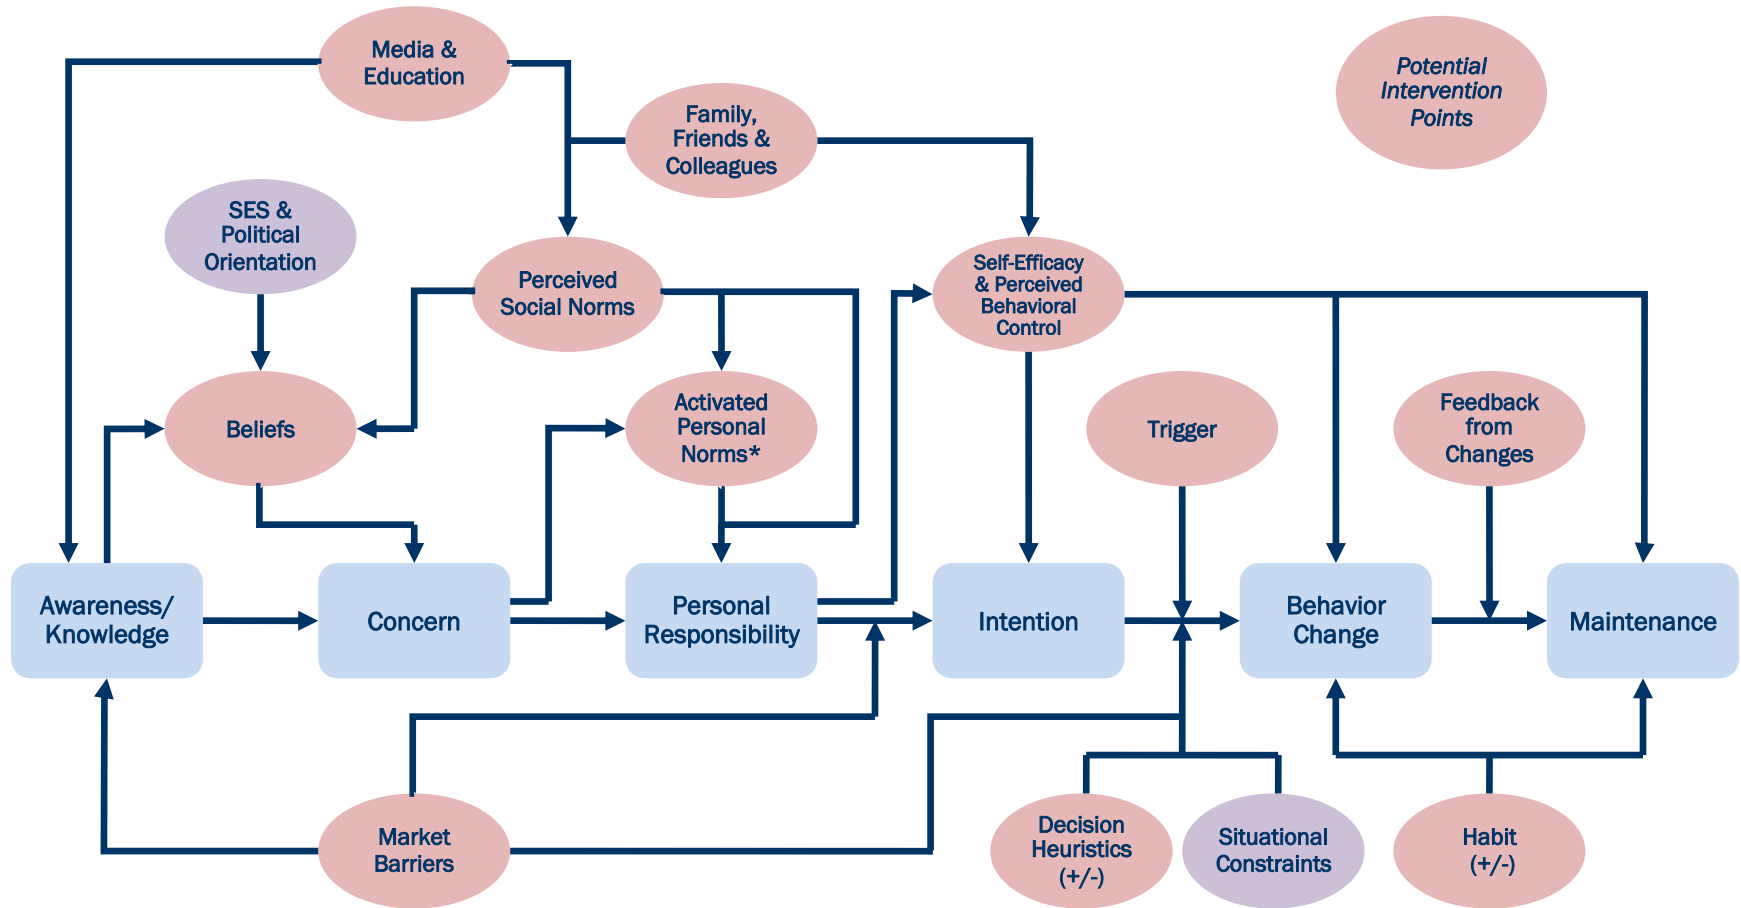 Media &
Education
Potential
Intervention
Points
Family,
Friends &
Colleagues
SES &
Political
Orientation
Perceived
Social Norms
Self-Efficacy
& Perceived
Behavioral
Control
Beliefs
Activated
Personal
Norms*
Trigger
Feedback
from
Changes
Awareness/
Knowledge
Concern
Personal
Responsibility
Intention
Behavior
Change
Maintenance
Market
Barriers
Decision
Heuristics
(+/-)
Situational
Constraints
Habit
(+/-)